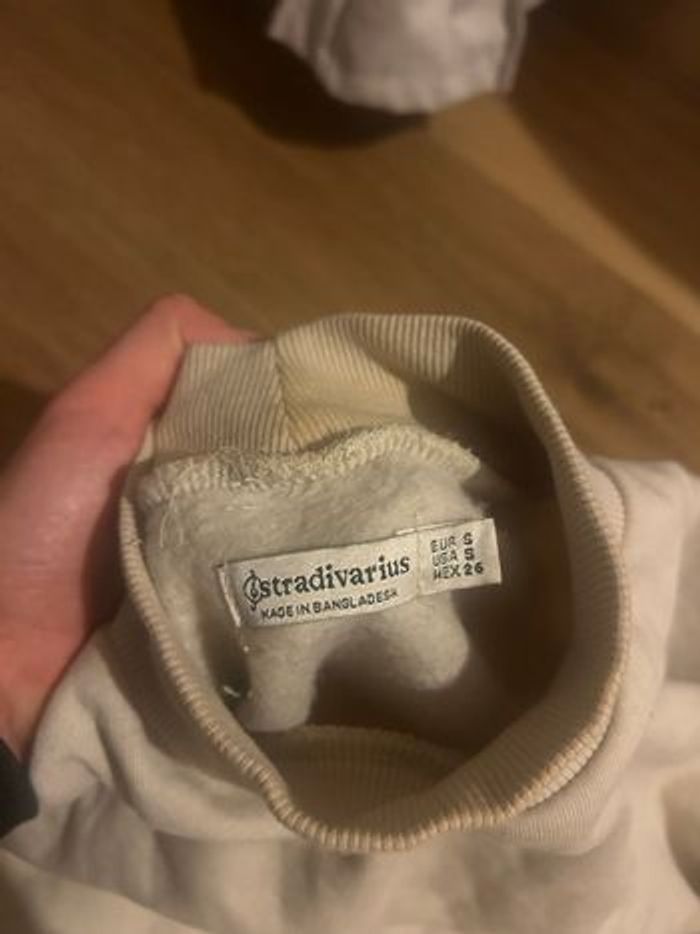 stradivarius
MADE IN BANGLADESH
EUR S
USA S
MEX 26